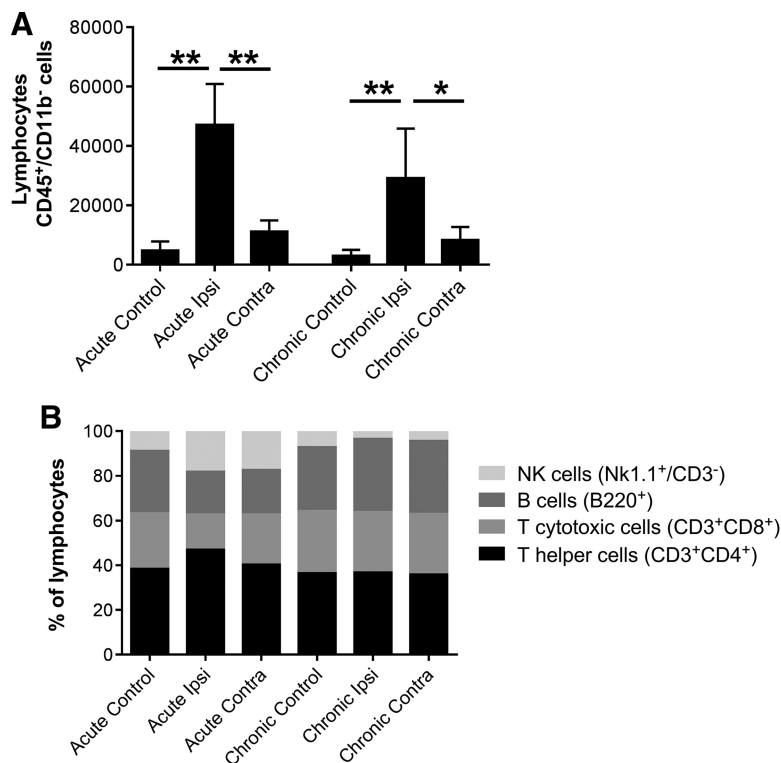 A
Lymphocytes
CD45⁺/CD11b⁻ cells
80000
60000
40000
20000
0
** **
** *
Acute Control
Acute Ipsi
Acute Contra
Chronic Control
Chronic Ipsi
Chronic Contra
B
% of lymphocytes
100
80
60
40
20
0
Acute Control
Acute Ipsi
Acute Contra
Chronic Control
Chronic Ipsi
Chronic Contra
NK cells (Nk1.1⁺/CD3⁻)
B cells (B220⁺)
T cytotoxic cells (CD3⁺CD8⁺)
T helper cells (CD3⁺CD4⁺)